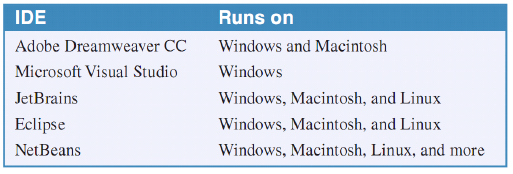 IDE Runs on
Adobe Dreamweaver CC Windows and Macintosh
Microsoft Visual Studio Windows
JetBrains Windows, Macintosh, and Linux
Eclipse Windows, Macintosh, and Linux
NetBeans Windows, Macintosh, Linux, and more